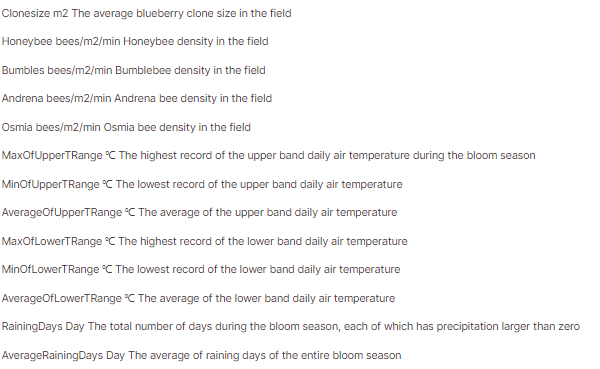 Clonesize m2 The average blueberry clone size in the field
Honeybee bees/m2/min Honeybee density in the field
Bumbles bees/m2/min Bumblebee density in the field
Andrena bees/m2/min Andrena bee density in the field
Osmia bees/m2/min Osmia bee density in the field
MaxOfUpperTRange ℃ The highest record of the upper band daily air temperature during the bloom season
MinOfUpperTRange ℃ The lowest record of the upper band daily air temperature
AverageOfUpperTRange ℃ The average of the upper band daily air temperature
MaxOfLowerTRange ℃ The highest record of the lower band daily air temperature
MinOfLowerTRange ℃ The lowest record of the lower band daily air temperature
AverageOfLowerTRange ℃ The average of the lower band daily air temperature
RainingDays Day The total number of days during the bloom season, each of which has precipitation larger than zero
AverageRainingDays Day The average of raining days of the entire bloom season